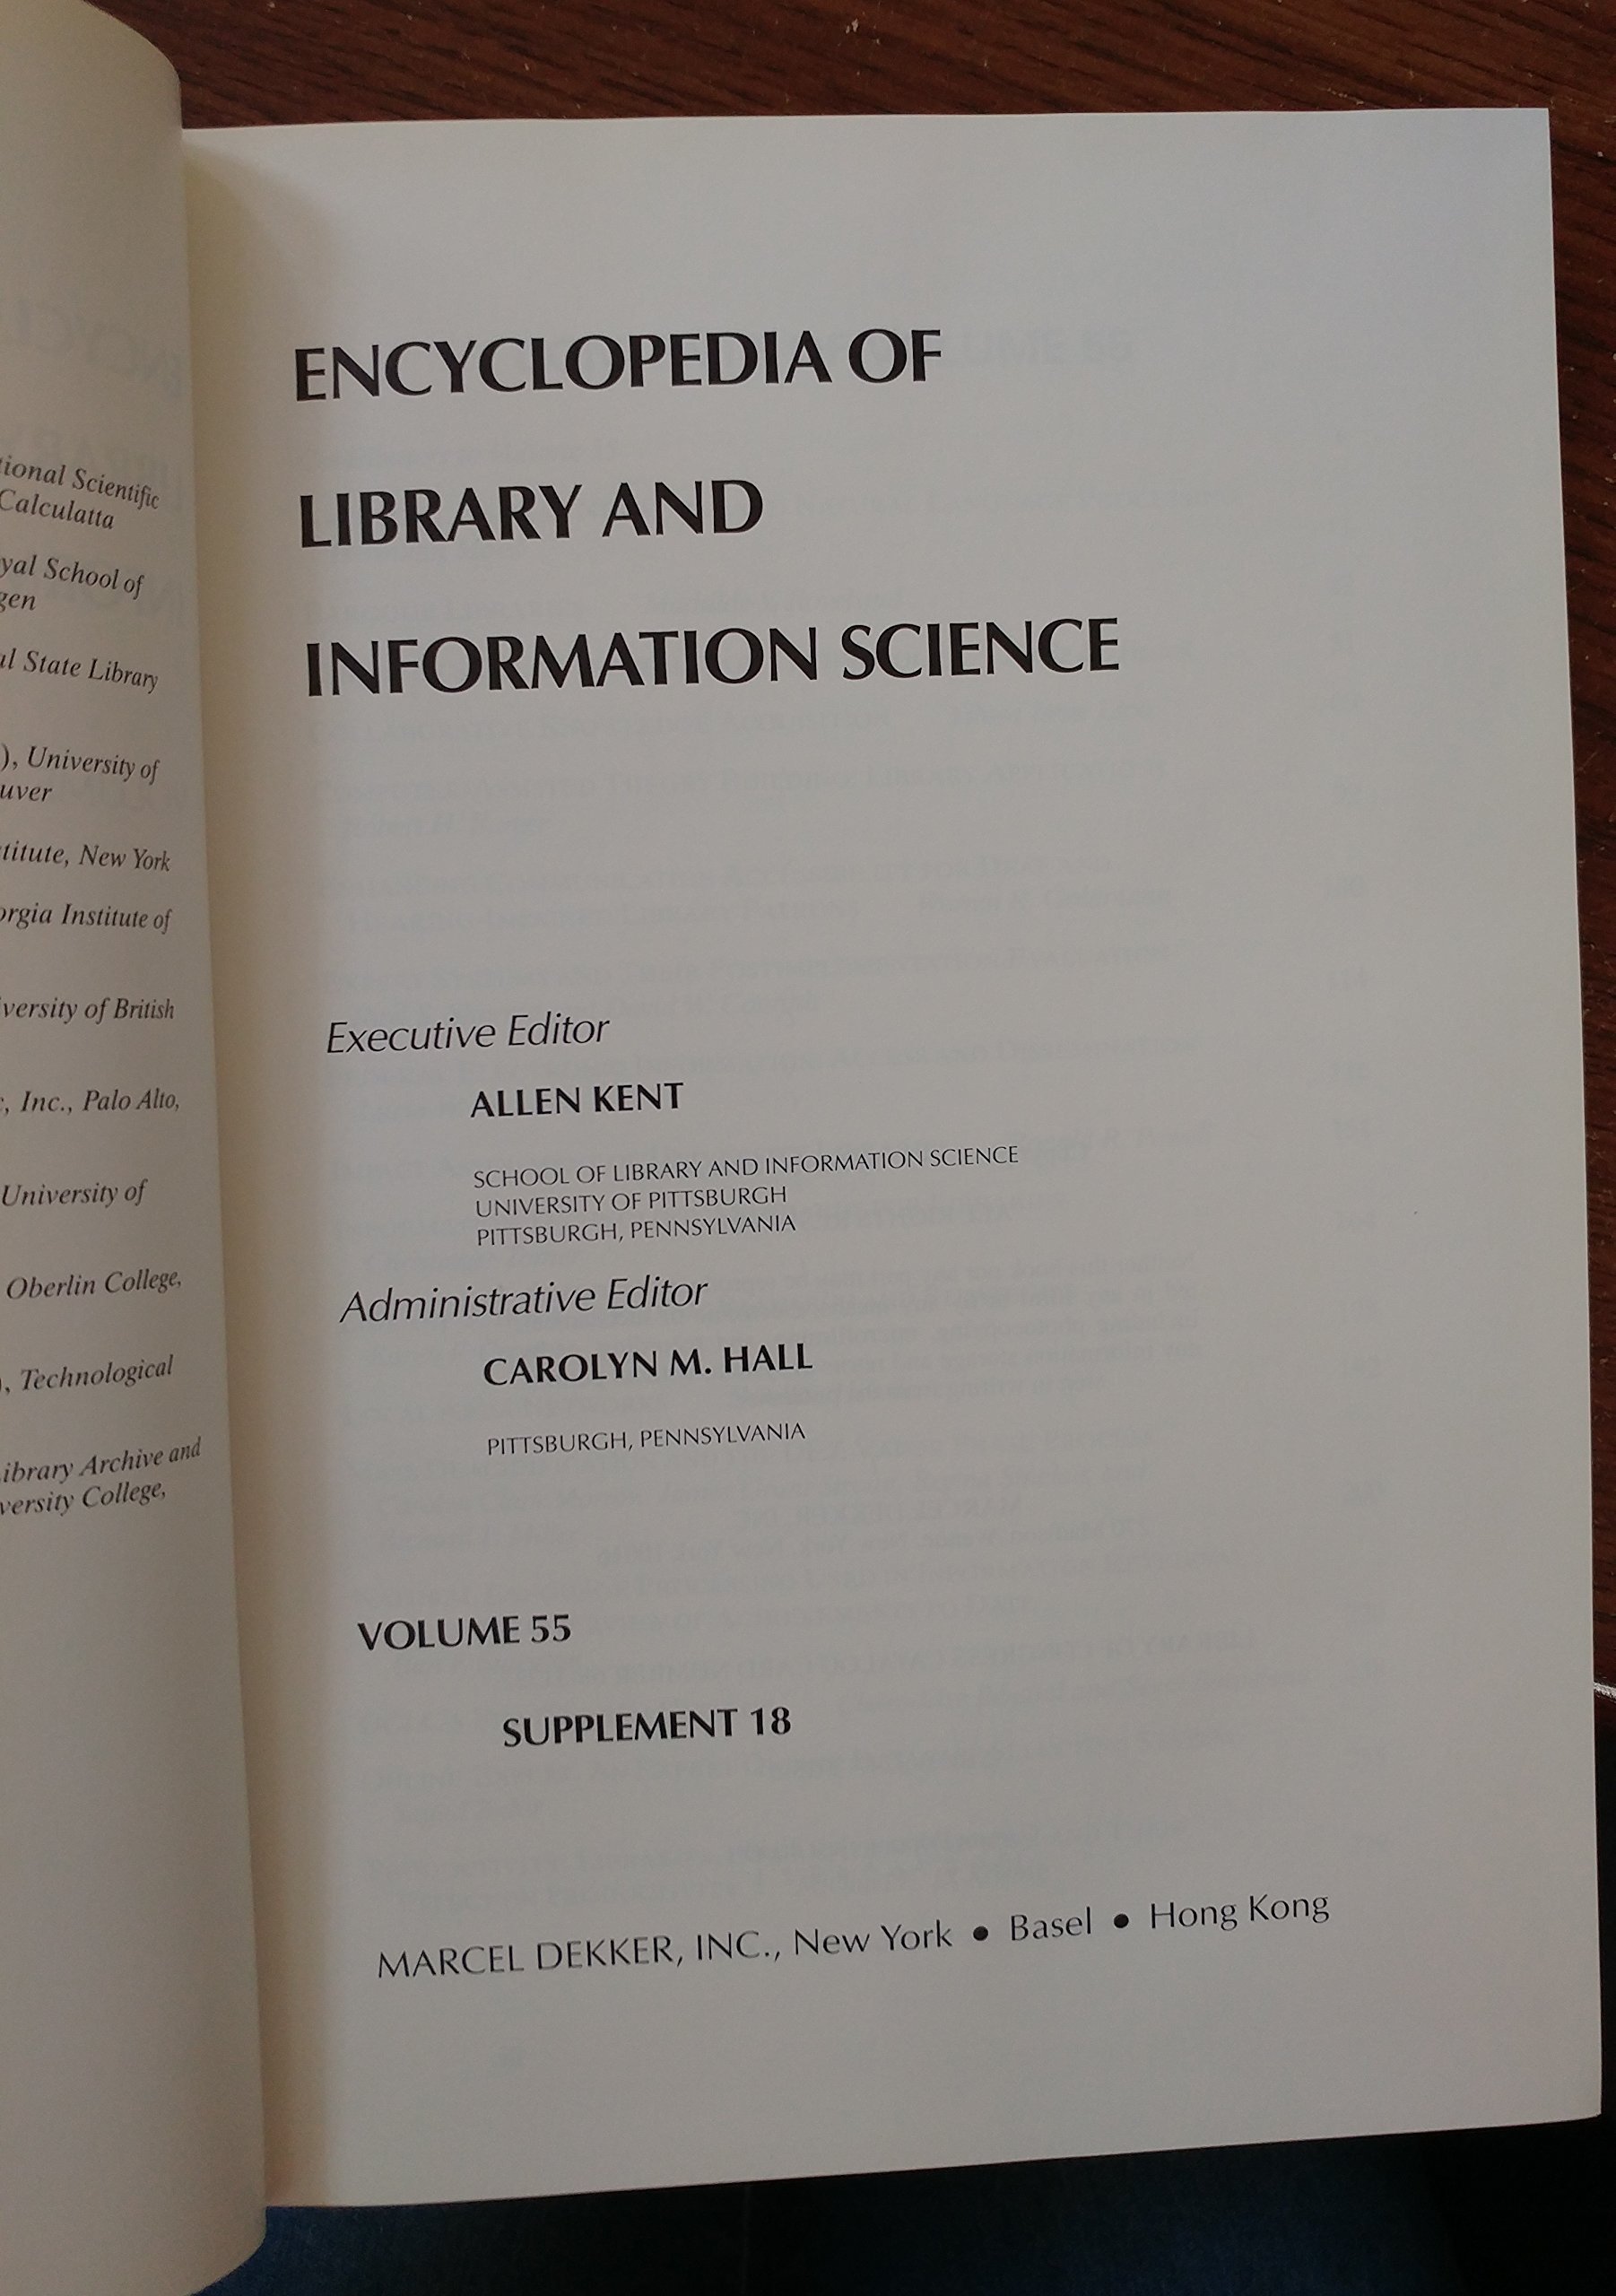 tional Scientific
Calculatta
yal School of
gen
al State Library
), University of
uver
titute, New York
orgia Institute of
versity of British
, Inc., Palo Alto,
University of
Oberlin College,
), Technological
ibrary Archive and
versity College,
ENCYCLOPEDIA OF
LIBRARY AND
INFORMATION SCIENCE
Executive Editor
ALLEN KENT
SCHOOL OF LIBRARY AND INFORMATION SCIENCE
UNIVERSITY OF PITTSBURGH
PITTSBURGH, PENNSYLVANIA
Administrative Editor
CAROLYN M. HALL
PITTSBURGH, PENNSYLVANIA
VOLUME 55
SUPPLEMENT 18
MARCEL DEKKER, INC., New York • Basel • Hong Kong